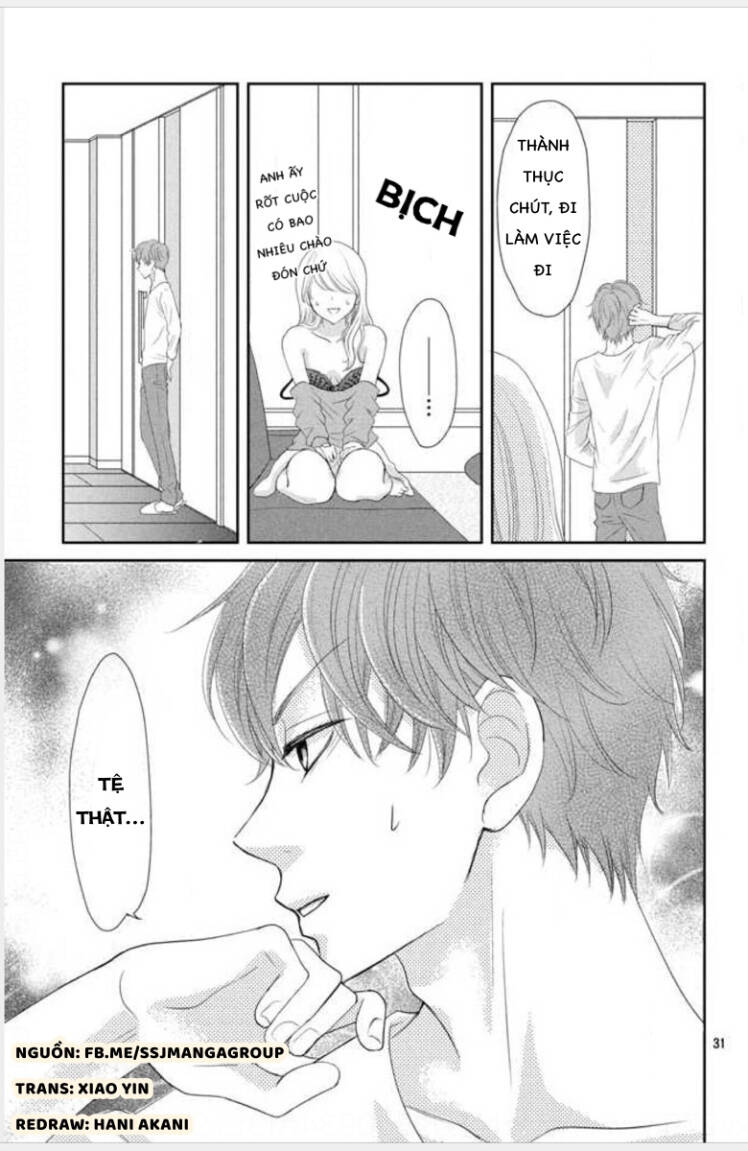 THÀNH
THỤC
CHÚT, ĐI
LÀM VIỆC
ĐI
BỊCH
ANH ẤY
RỐT CUỘC
CÓ BAO
NHIÊU CHÀO
ĐÓN CHỨ
......
TỆ
THẬT...
31
NGUỒN: FB.ME/SSJMANGAGROUP
TRANS: XIAO YIN
REDRAW: HANI AKANI